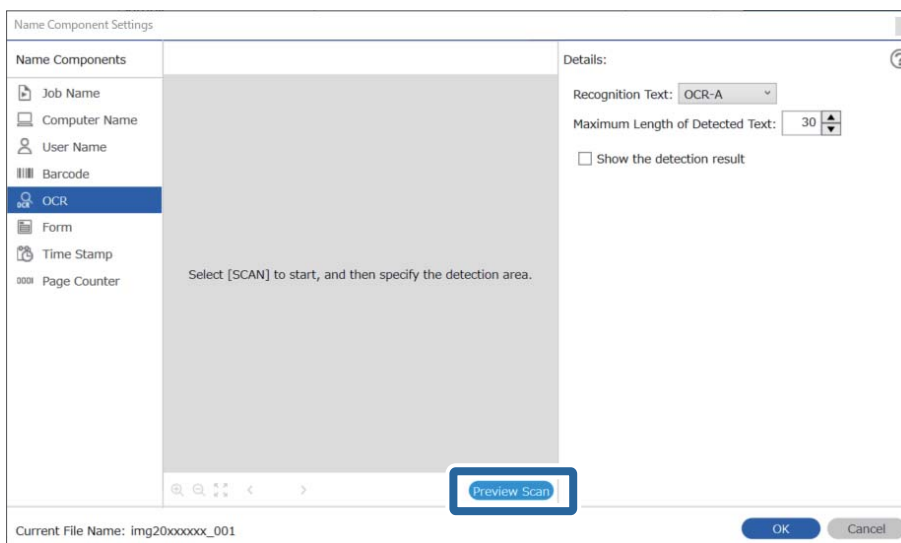 Name Component Settings
Name Components
Details:
Job Name
Computer Name
User Name
Barcode
OCR
OCR
Form
Time Stamp
0001 Page Counter
Recognition Text: OCR-A
Maximum Length of Detected Text: 30
Show the detection result
Select [SCAN] to start, and then specify the detection area.
Preview Scan
Current File Name: img20xxxxxx_001
OK
Cancel